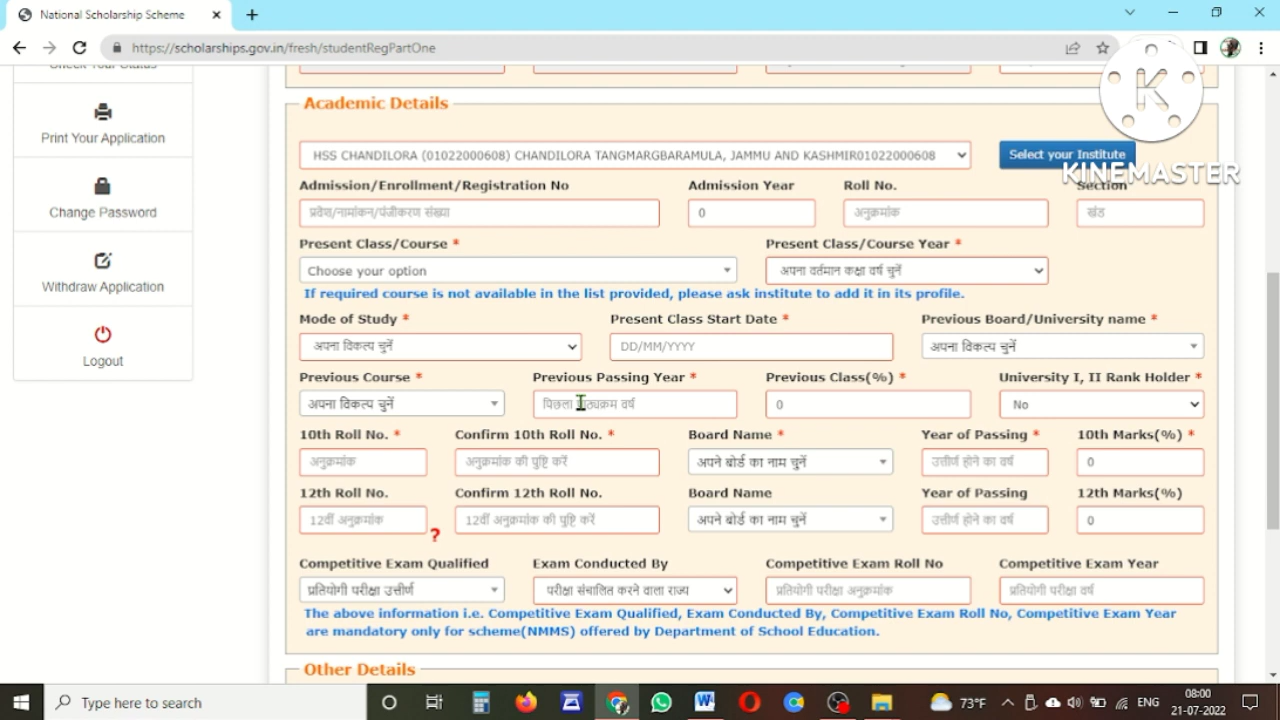 National Scholarship Scheme
https://scholarships.gov.in/fresh/studentRegPartOne
Check Your Status
Print Your Application
Change Password
Withdraw Application
Logout
Academic Details
HSS CHANDILORA (01022000608) CHANDILORA TANGMARGBARAMULA, JAMMU AND KASHMIR01022000608
Select your Institute
KINEMASTER
Admission/Enrollment/Registration No
Admission Year
Roll No.
Section
प्रवेश/नामांकन/पंजीकरण संख्या
0
अनुक्रमांक
खंड
Present Class/Course *
Present Class/Course Year *
Choose your option
अपना वर्तमान कक्षा वर्ष चुनें
If required course is not available in the list provided, please ask institute to add it in its profile.
Mode of Study *
Present Class Start Date *
Previous Board/University name *
अपना विकल्प चुनें
DD/MM/YYYY
अपना विकल्प चुनें
Previous Course *
Previous Passing Year *
Previous Class(%) *
University I, II Rank Holder *
अपना विकल्प चुनें
पिछला पाठ्यक्रम वर्ष
0
No
10th Roll No. *
Confirm 10th Roll No. *
Board Name *
Year of Passing *
10th Marks(%) *
अनुक्रमांक
अनुक्रमांक की पुष्टि करें
अपने बोर्ड का नाम चुनें
उत्तीर्ण होने का वर्ष
0
12th Roll No.
Confirm 12th Roll No.
Board Name
Year of Passing
12th Marks(%)
12वीं अनुक्रमांक
?
12वीं अनुक्रमांक की पुष्टि करें
अपने बोर्ड का नाम चुनें
उत्तीर्ण होने का वर्ष
0
Competitive Exam Qualified
Exam Conducted By
Competitive Exam Roll No
Competitive Exam Year
प्रतियोगी परीक्षा उत्तीर्ण
परीक्षा संचालित करने वाला राज्य
प्रतियोगी परीक्षा अनुक्रमांक
प्रतियोगी परीक्षा वर्ष
The above information i.e. Competitive Exam Qualified, Exam Conducted By, Competitive Exam Roll No, Competitive Exam Year
are mandatory only for scheme(NMMS) offered by Department of School Education.
Other Details
Type here to search
73°F
ENG
08:00
21-07-2022